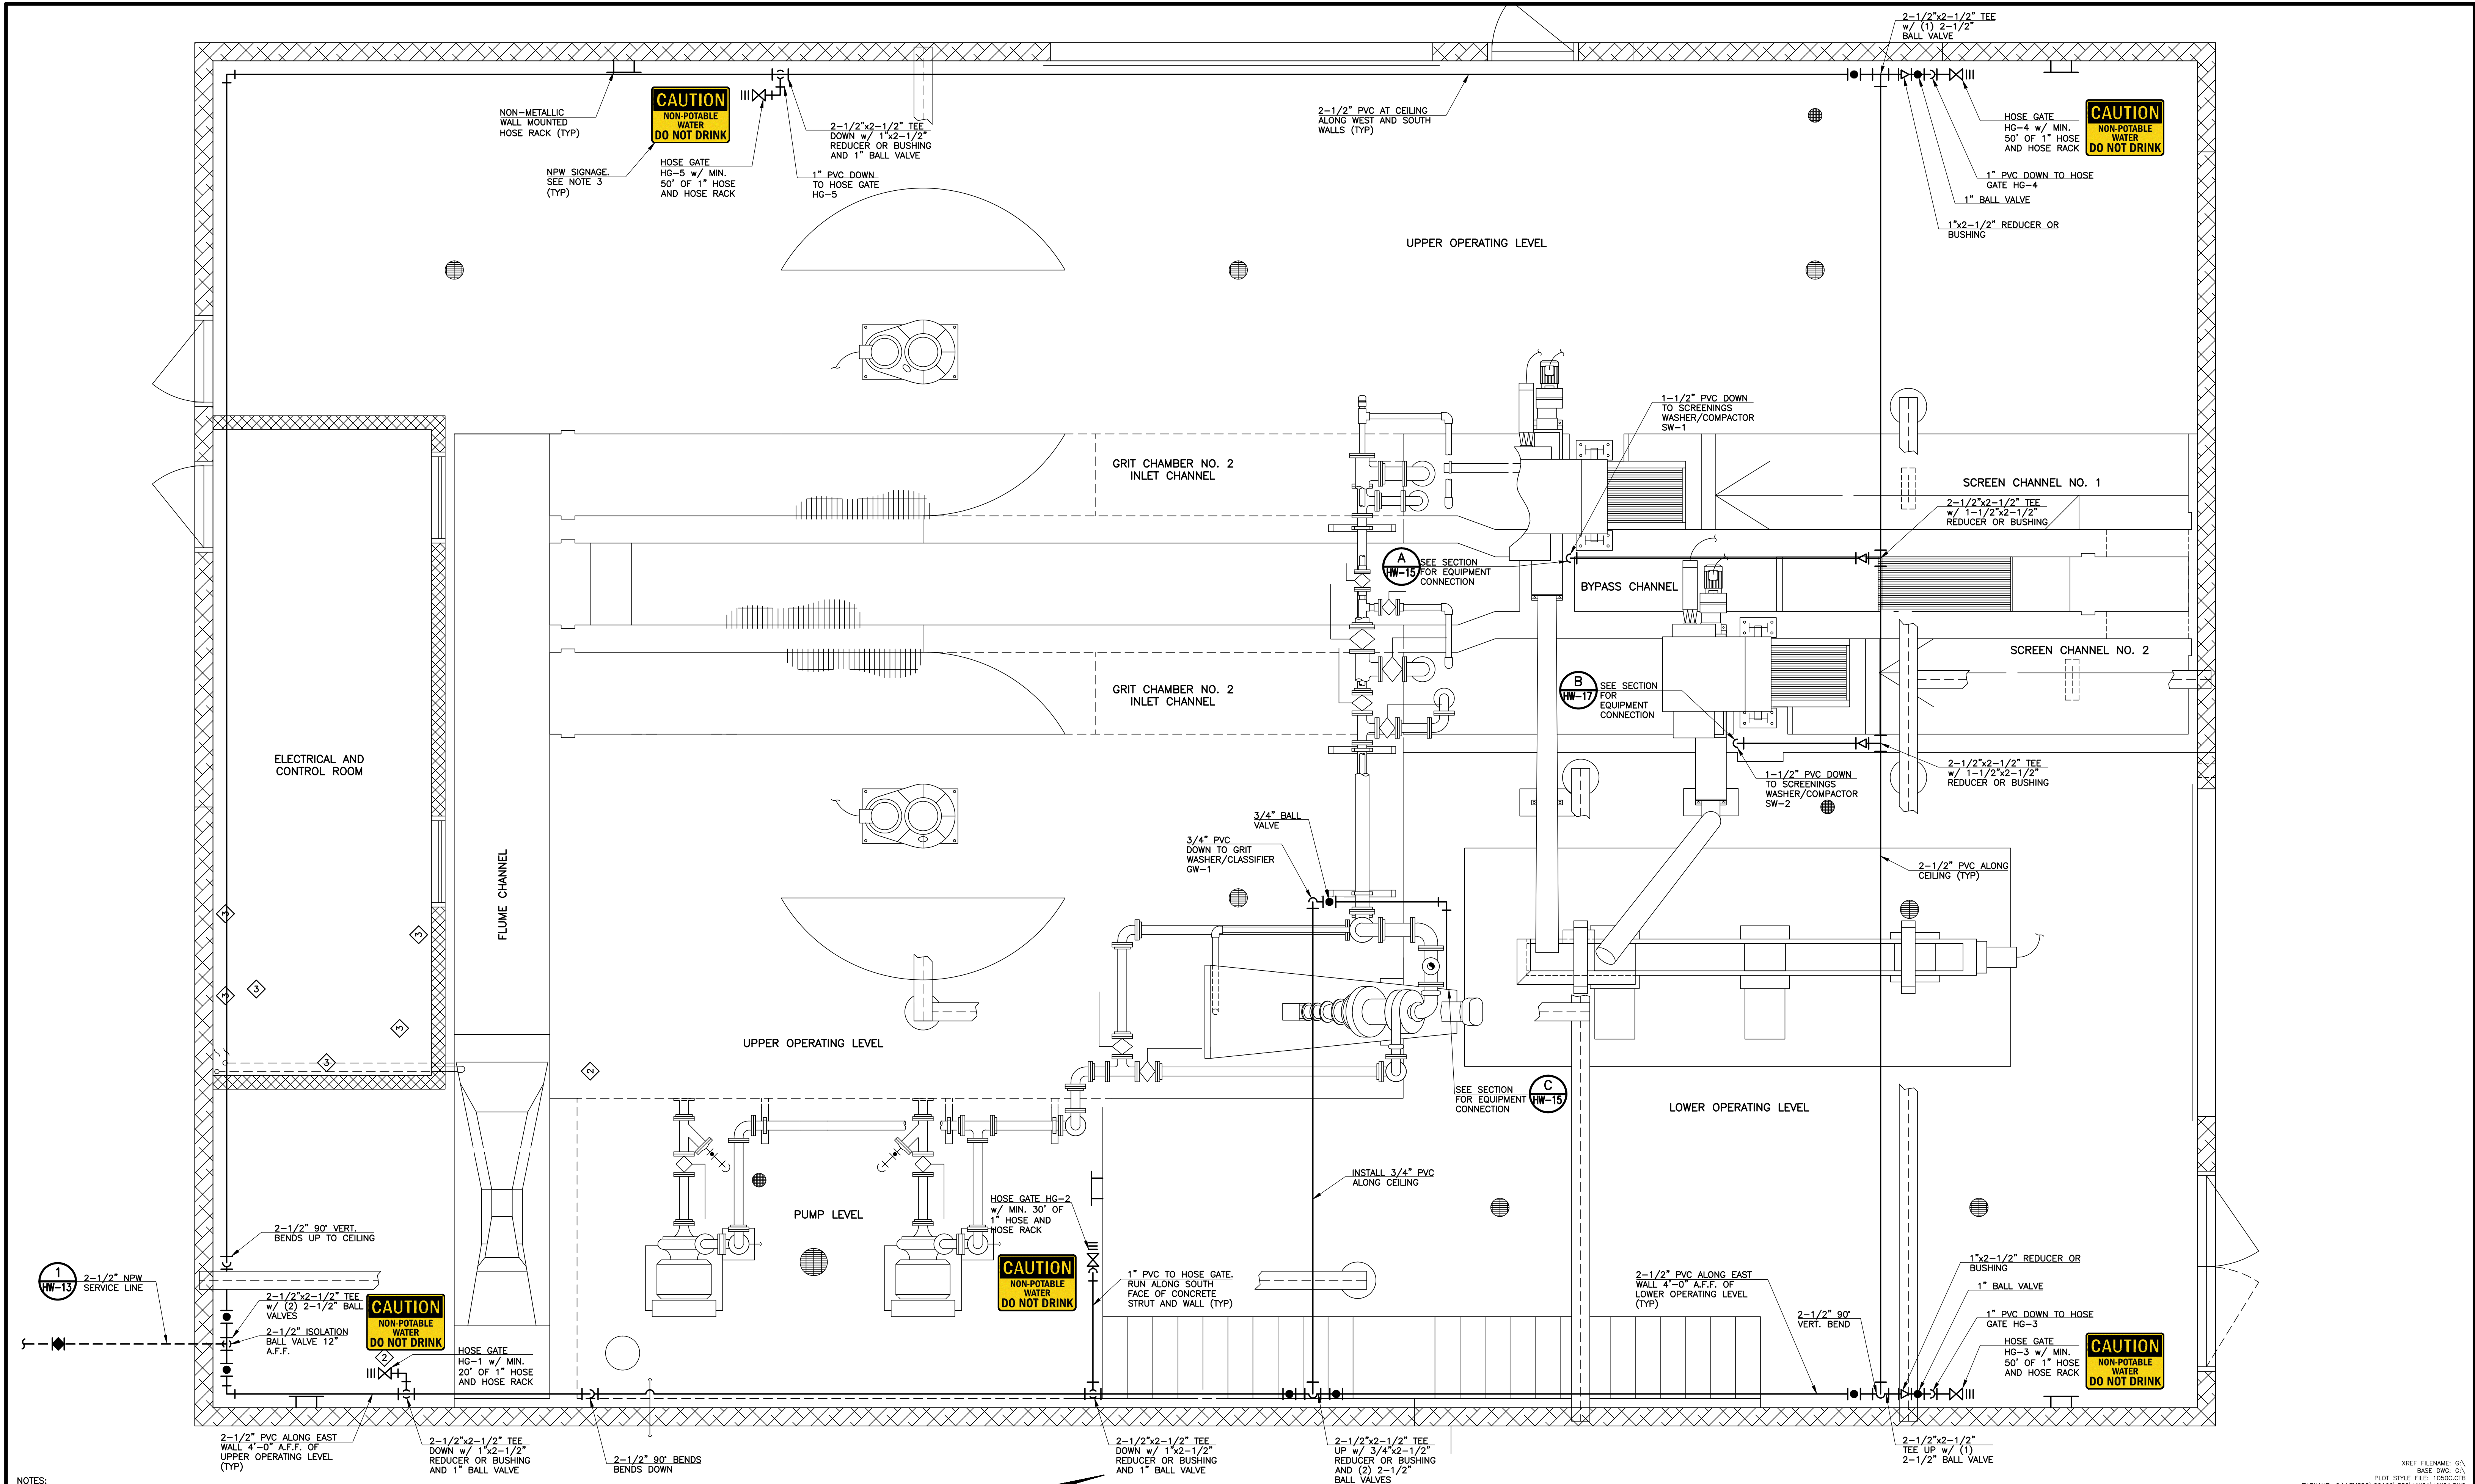 2-1/2"x2-1/2" TEE
w/ (1) 2-1/2"
BALL VALVE
NON-METALLIC
WALL MOUNTED
HOSE RACK (TYP)
CAUTION
NON-POTABLE
WATER
DO NOT DRINK
NPW SIGNAGE.
SEE NOTE 3
(TYP)
HOSE GATE
HG-5 w/ MIN.
50' OF 1" HOSE
AND HOSE RACK
2-1/2"x2-1/2" TEE
DOWN w/ 1"x2-1/2"
REDUCER OR BUSHING
AND 1" BALL VALVE
1" PVC DOWN
TO HOSE GATE
HG-5
2-1/2" PVC AT CEILING
ALONG WEST AND SOUTH
WALLS (TYP)
HOSE GATE
HG-4 w/ MIN.
50' OF 1" HOSE
AND HOSE RACK
CAUTION
NON-POTABLE
WATER
DO NOT DRINK
1" PVC DOWN TO HOSE
GATE HG-4
1" BALL VALVE
1"x2-1/2" REDUCER OR
BUSHING
UPPER OPERATING LEVEL
1-1/2" PVC DOWN
TO SCREENINGS
WASHER/COMPACTOR
SW-1
GRIT CHAMBER NO. 2
INLET CHANNEL
SCREEN CHANNEL NO. 1
2-1/2"x2-1/2" TEE
w/ 1-1/2"x2-1/2"
REDUCER OR BUSHING
A
HW-15
SEE SECTION
FOR EQUIPMENT
CONNECTION
BYPASS CHANNEL
SCREEN CHANNEL NO. 2
GRIT CHAMBER NO. 2
INLET CHANNEL
B
HW-17
SEE SECTION
FOR
EQUIPMENT
CONNECTION
ELECTRICAL AND
CONTROL ROOM
2-1/2"x2-1/2" TEE
w/ 1-1/2"x2-1/2"
REDUCER OR BUSHING
1-1/2" PVC DOWN
TO SCREENINGS
WASHER/COMPACTOR
SW-2
3/4" BALL
VALVE
3/4" PVC
DOWN TO GRIT
WASHER/CLASSIFIER
GW-1
FLUME CHANNEL
2-1/2" PVC ALONG
CEILING (TYP)
3
3
3
3
3
3
2
UPPER OPERATING LEVEL
SEE SECTION
FOR EQUIPMENT
CONNECTION
C
HW-15
LOWER OPERATING LEVEL
INSTALL 3/4" PVC
ALONG CEILING
HOSE GATE HG-2
w/ MIN. 30' OF
1" HOSE AND
HOSE RACK
PUMP LEVEL
CAUTION
NON-POTABLE
WATER
DO NOT DRINK
1" PVC TO HOSE GATE.
RUN ALONG SOUTH
FACE OF CONCRETE
STRUT AND WALL (TYP)
2-1/2" 90° VERT.
BENDS UP TO CEILING
1
HW-13
2-1/2" NPW
SERVICE LINE
2-1/2"x2-1/2" TEE
w/ (2) 2-1/2" BALL
VALVES
2-1/2" ISOLATION
BALL VALVE 12"
A.F.F.
CAUTION
NON-POTABLE
WATER
DO NOT DRINK
2
HOSE GATE
HG-1 w/ MIN.
20' OF 1" HOSE
AND HOSE RACK
2-1/2" PVC ALONG EAST
WALL 4'-0" A.F.F. OF
LOWER OPERATING LEVEL
(TYP)
2-1/2" 90°
VERT. BEND
1"x2-1/2" REDUCER OR
BUSHING
1" BALL VALVE
1" PVC DOWN TO HOSE
GATE HG-3
HOSE GATE
HG-3 w/ MIN.
50' OF 1" HOSE
AND HOSE RACK
CAUTION
NON-POTABLE
WATER
DO NOT DRINK
2-1/2" PVC ALONG EAST
WALL 4'-0" A.F.F. OF
UPPER OPERATING LEVEL
(TYP)
2-1/2"x2-1/2" TEE
DOWN w/ 1"x2-1/2"
REDUCER OR BUSHING
AND 1" BALL VALVE
2-1/2" 90° BENDS
BENDS DOWN
2-1/2"x2-1/2" TEE
DOWN w/ 1"x2-1/2"
REDUCER OR BUSHING
AND 1" BALL VALVE
2-1/2"x2-1/2" TEE
UP w/ 3/4"x2-1/2"
REDUCER OR BUSHING
AND (2) 2-1/2"
BALL VALVES
2-1/2"x2-1/2"
TEE UP w/ (1)
2-1/2" BALL VALVE
NOTES:
XREF FILENAME: G:\
BASE DWG: G:\
PLOT STYLE FILE: 1050C.CTB